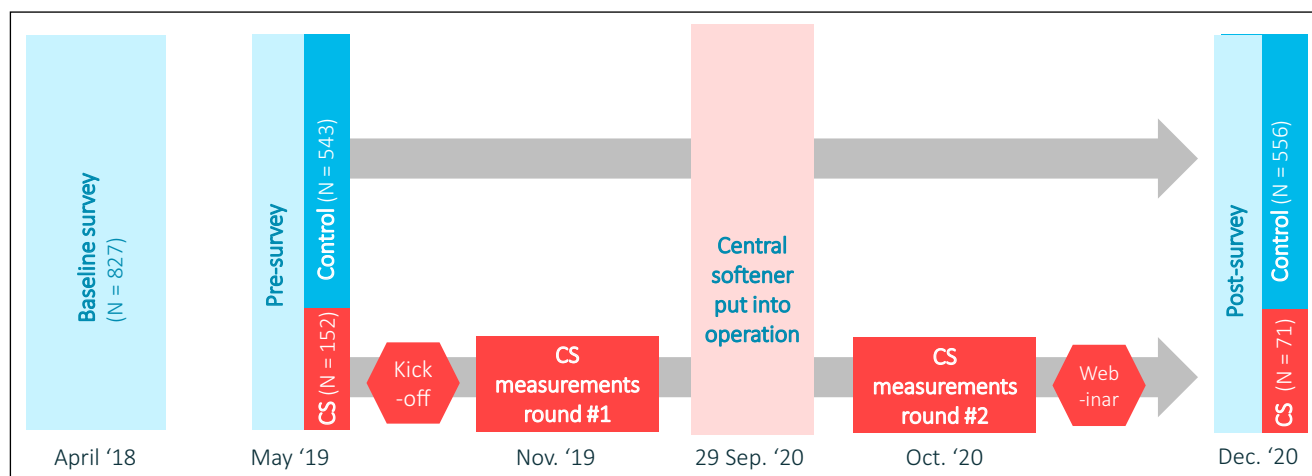 Baseline survey
(N = 827)
Pre-survey
Control (N = 543)
CS (N = 152)
Kick
-off
CS
measurements
round #1
Central
softener
put into
operation
CS
measurements
round #2
Web
-inar
Post-survey
Control (N = 556)
CS (N = 71)
April ‘18
May ‘19
Nov. ‘19
29 Sep. ‘20
Oct. ‘20
Dec. ‘20